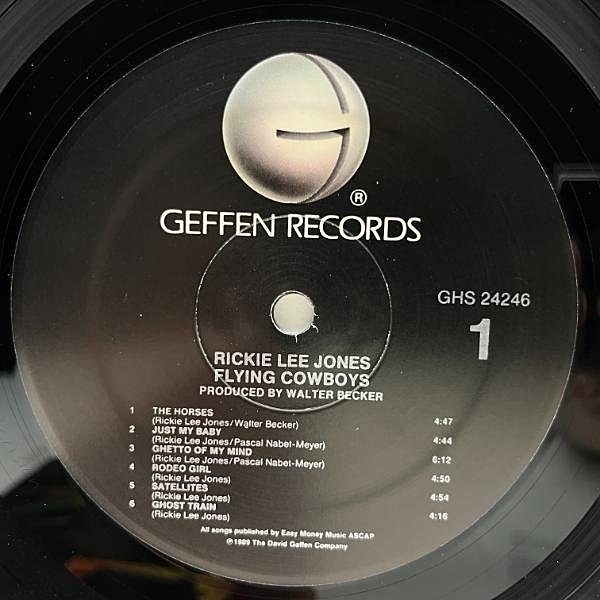 ®
GEFFEN RECORDS
GHS 24246
1
RICKIE LEE JONES
FLYING COWBOYS
PRODUCED BY WALTER BECKER
1 THE HORSES
(Rickie Lee Jones/Walter Becker) 4:47
2 JUST MY BABY
(Rickie Lee Jones/Pascal Nabet-Meyer) 4:44
3 GHETTO OF MY MIND
(Rickie Lee Jones/Pascal Nabet-Meyer) 6:12
4 RODEO GIRL
(Rickie Lee Jones) 4:50
5 SATELLITES
(Rickie Lee Jones) 4:54
6 GHOST TRAIN
(Rickie Lee Jones) 4:16
All songs published by Easy Money Music ASCAP
℗1989 The David Geffen Company